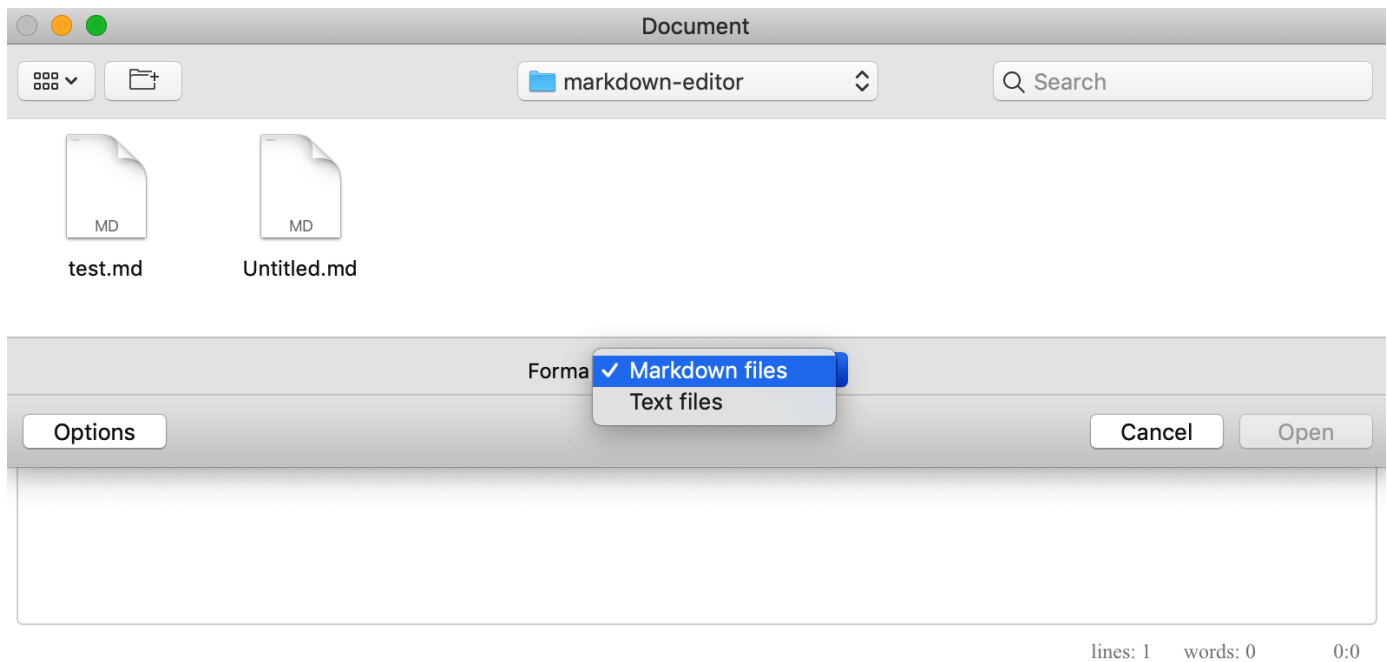 Document
markdown-editor
Search
MD
MD
test.md
Untitled.md
Forma
Markdown files
Text files
Options
Cancel
Open
lines: 1 words: 0 0:0